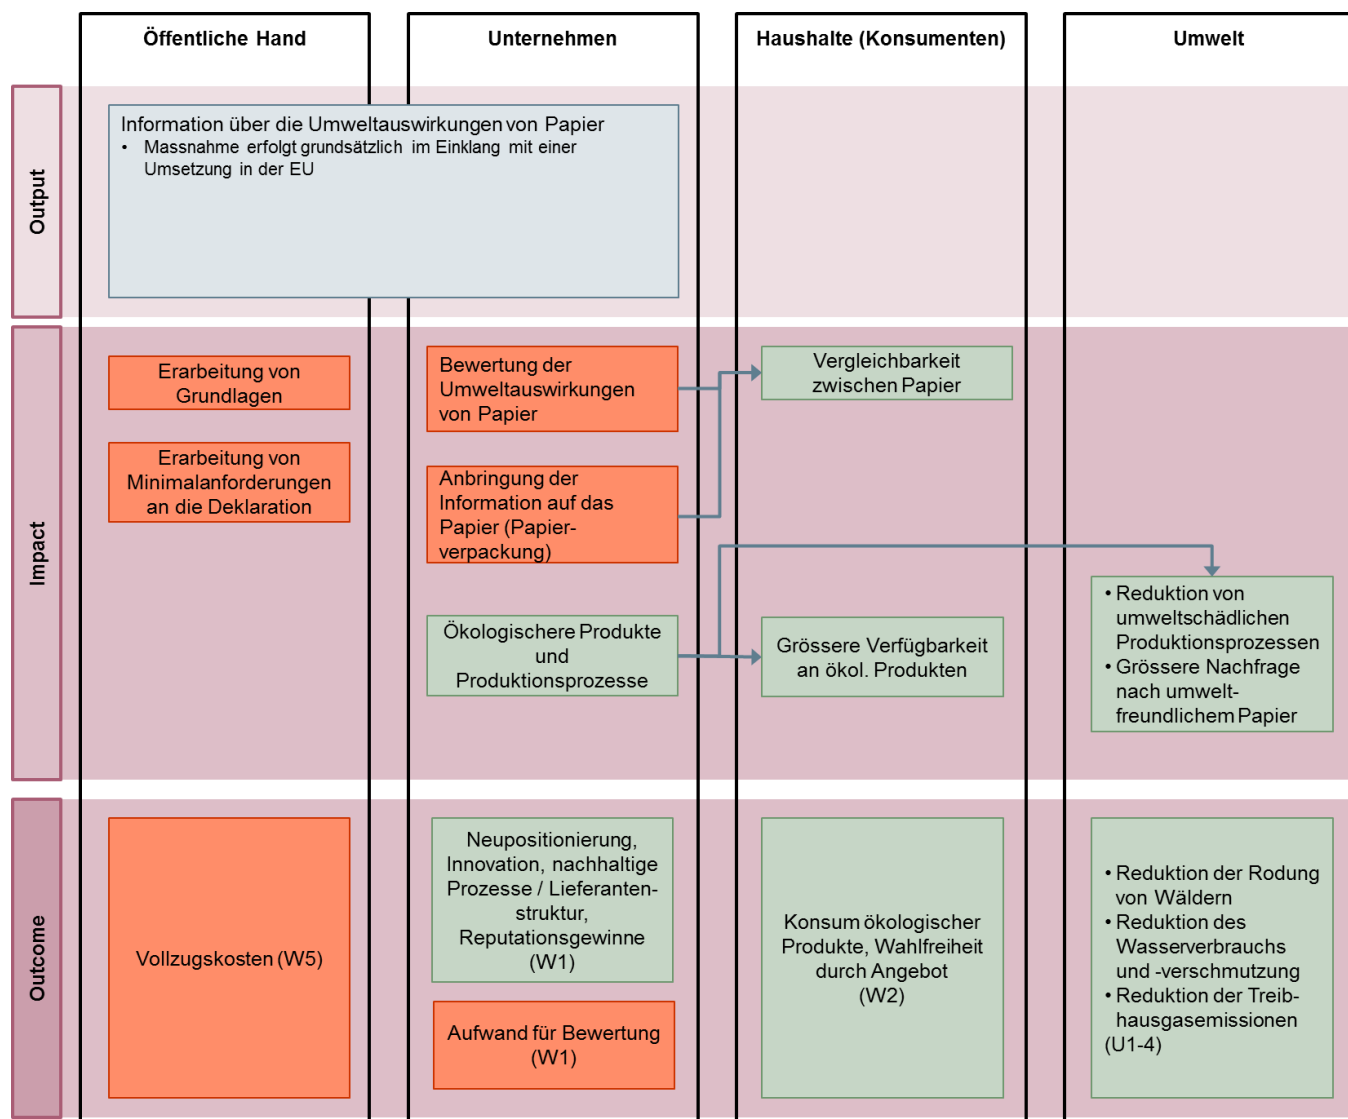 Öffentliche Hand
Unternehmen
Haushalte (Konsumenten)
Umwelt
Output
Information über die Umweltauswirkungen von Papier
• Massnahme erfolgt grundsätzlich im Einklang mit einer
Umsetzung in der EU
Impact
Erarbeitung von
Grundlagen
Erarbeitung von
Minimalanforderungen
an die Deklaration
Bewertung der
Umweltauswirkungen
von Papier
Anbringung der
Information auf das
Papier (Papier-
verpackung)
Ökologischere Produkte
und
Produktionsprozesse
Vergleichbarkeit
zwischen Papier
Grössere Verfügbarkeit
an ökol. Produkten
• Reduktion von
umweltschädlichen
Produktionsprozessen
• Grössere Nachfrage
nach umwelt-
freundlichem Papier
Outcome
Vollzugskosten (W5)
Neupositionierung,
Innovation, nachhaltige
Prozesse / Lieferanten-
struktur,
Reputationsgewinne
(W1)
Aufwand für Bewertung
(W1)
Konsum ökologischer
Produkte, Wahlfreiheit
durch Angebot
(W2)
• Reduktion der Rodung
von Wäldern
• Reduktion des
Wasserverbrauchs
und -verschmutzung
• Reduktion der Treib-
hausgasemissionen
(U1-4)